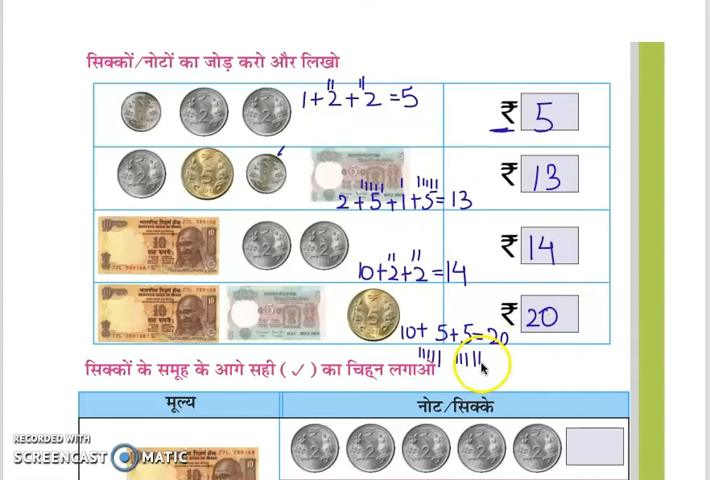 सिक्कों/नोटों का जोड़ करो और लिखो
1+2+2=5
₹ 5
2+5+1+5=13
₹ 13
10+2+2=14
₹ 14
10+5+5=20
₹ 20
सिक्कों के समूह के आगे सही (✓) का चिह्न लगाओ
मूल्य
नोट/सिक्के
RECORDED WITH
SCREENCAST MATIC